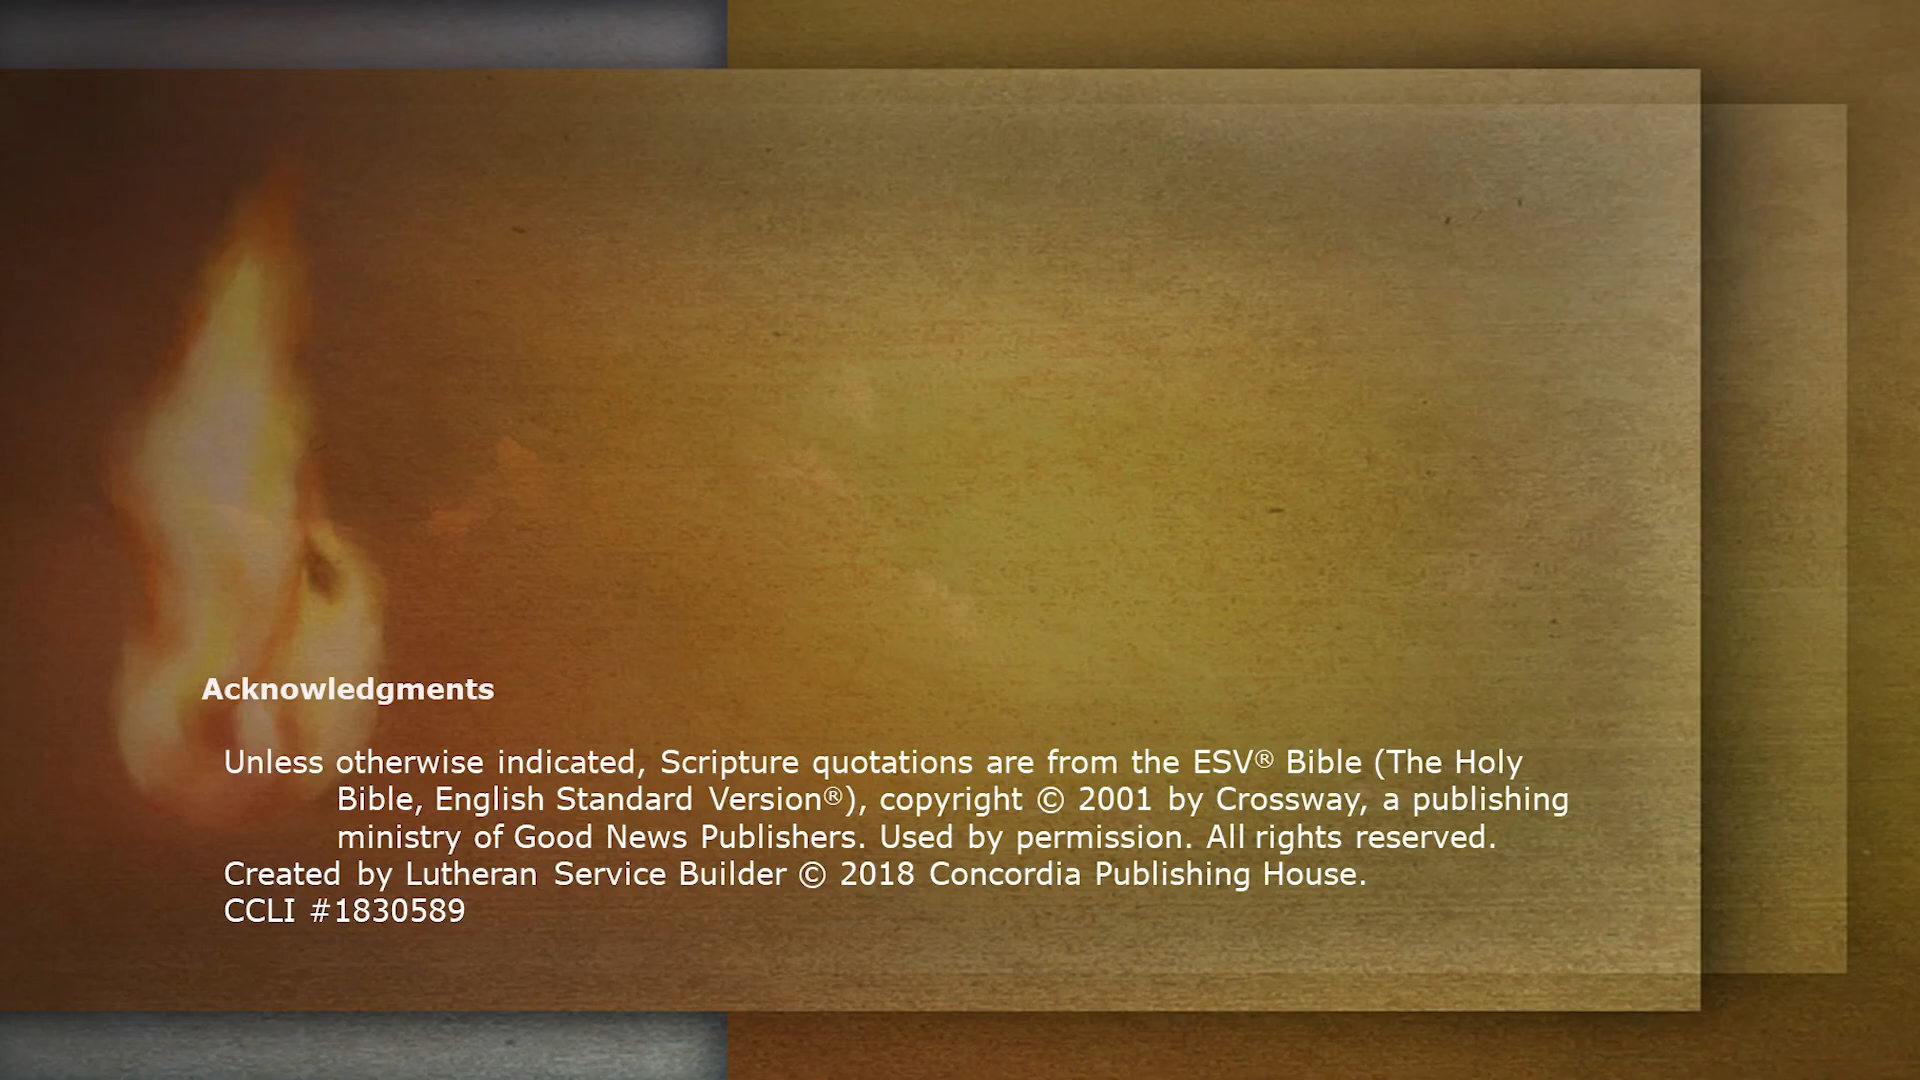 Acknowledgments
Unless otherwise indicated, Scripture quotations are from the ESV® Bible (The Holy
Bible, English Standard Version®), copyright © 2001 by Crossway, a publishing
ministry of Good News Publishers. Used by permission. All rights reserved.
Created by Lutheran Service Builder © 2018 Concordia Publishing House.
CCLI #1830589